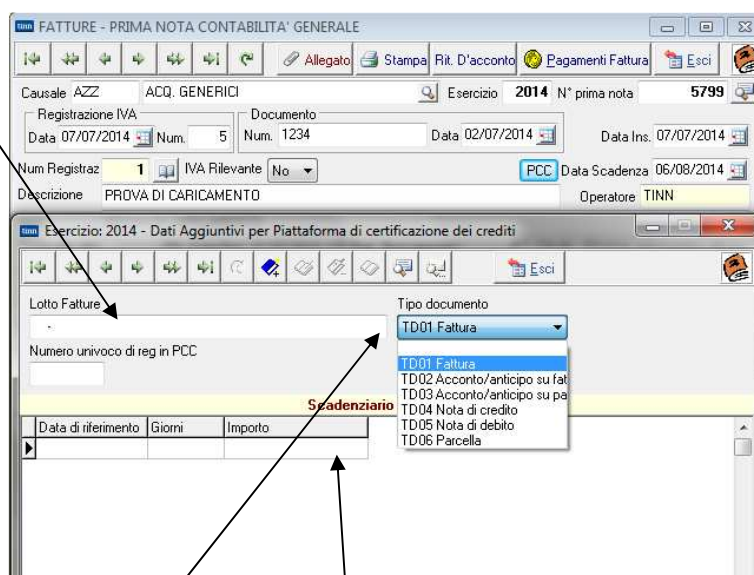 FATTURE - PRIMA NOTA CONTABILITA' GENERALE
Allegato Stampa Rit. D'acconto Pagamenti Fattura Esci
Causale AZZ ACQ. GENERICI Esercizio 2014 N° prima nota 5799
Registrazione IVA Documento
Data 07/07/2014 Num. 5 Num. 1234 Data 02/07/2014 Data Ins. 07/07/2014
Num Registraz 1 IVA Rilevante No PCC Data Scadenza 06/08/2014
Descrizione PROVA DI CARICAMENTO Operatore TINN
Esercizio: 2014 - Dati Aggiuntivi per Piattaforma di certificazione dei crediti
Esci
Lotto Fatture Tipo documento
- TD01 Fattura
Numero univoco di reg in PCC
TD01 Fattura
TD02 Acconto/anticipo su fat
TD03 Acconto/anticipo su pa
TD04 Nota di credito
TD05 Nota di debito
TD06 Parcella
Scadenziario
Data di riferimento Giorni Importo